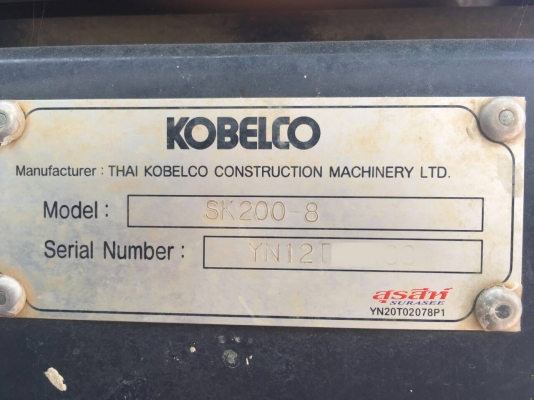 KOBELCO
Manufacturer : THAI KOBELCO CONSTRUCTION MACHINERY LTD.
Model : SK200-8
Serial Number :
สุรสีห์
SURASEE
YN20T02078P1